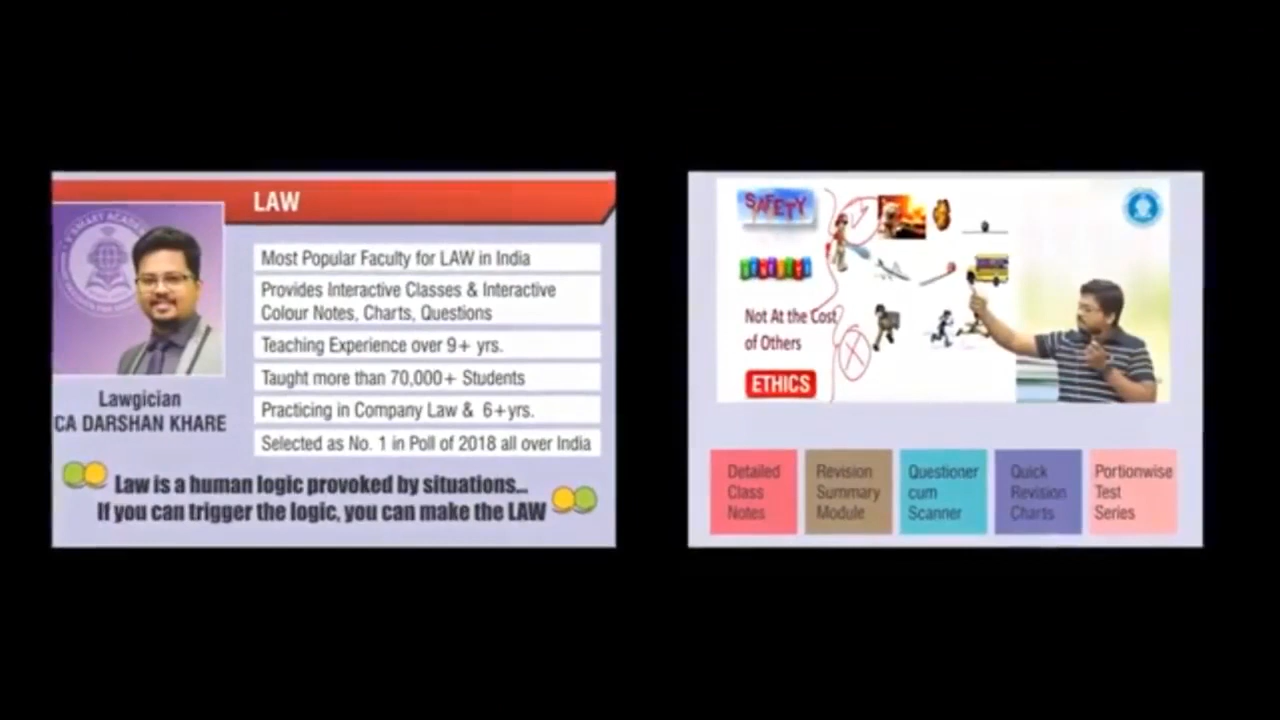 LAW
Most Popular Faculty for LAW in India
Provides Interactive Classes & Interactive
Colour Notes, Charts, Questions
Teaching Experience over 9+ yrs.
Taught more than 70,000+ Students
Practicing in Company Law & 6+yrs.
Selected as No. 1 in Poll of 2018 all over India
Lawgician
CA DARSHAN KHARE
Law is a human logic provoked by situations...
If you can trigger the logic, you can make the LAW
SAFETY
Not At the Cost
of Others
ETHICS
Detailed
Class
Notes
Revision
Summary
Module
Questioner
cum
Scanner
Quick
Revision
Charts
Portionwise
Test
Series